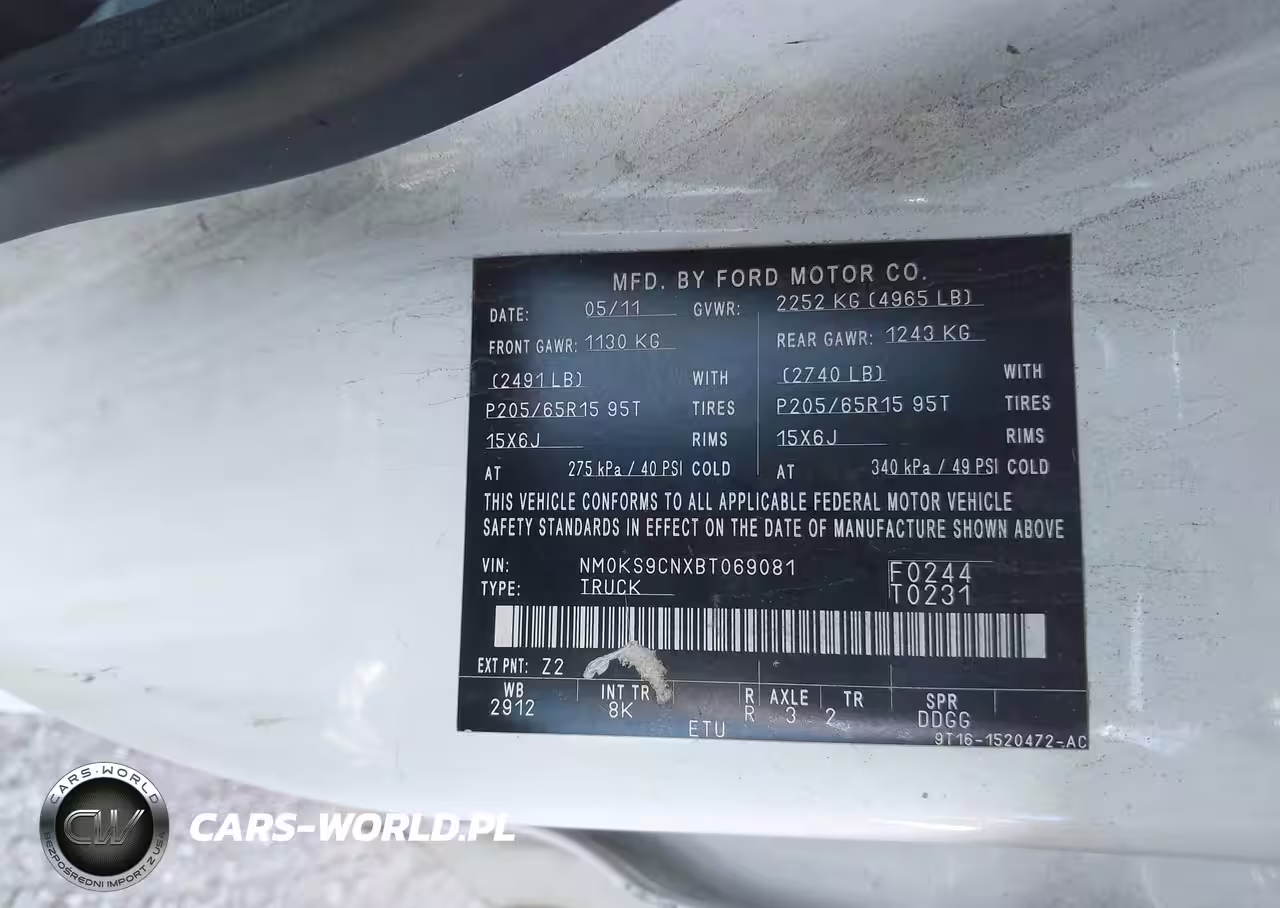 MFD. BY FORD MOTOR CO.
DATE: 05/11 GVWR: 2252 KG (4965 LB)
FRONT GAWR: 1130 KG REAR GAWR: 1243 KG
(2491 LB) WITH (2740 LB) WITH
P205/65R15 95T TIRES P205/65R15 95T TIRES
15X6J RIMS 15X6J RIMS
AT 275 kPa / 40 PSI COLD AT 340 kPa / 49 PSI COLD
THIS VEHICLE CONFORMS TO ALL APPLICABLE FEDERAL MOTOR VEHICLE
SAFETY STANDARDS IN EFFECT ON THE DATE OF MANUFACTURE SHOWN ABOVE
VIN: NM0KS9CNXBT069081 F0244
TYPE: TRUCK T0231
EXT PNT: Z2
WB INT TR R AXLE TR SPR
2912 8K R 3 2 DDGG
ETU 9T16-1520472-AC
CARS-WORLD
CW
BEZPOŚREDNI IMPORT Z USA
CARS-WORLD.PL